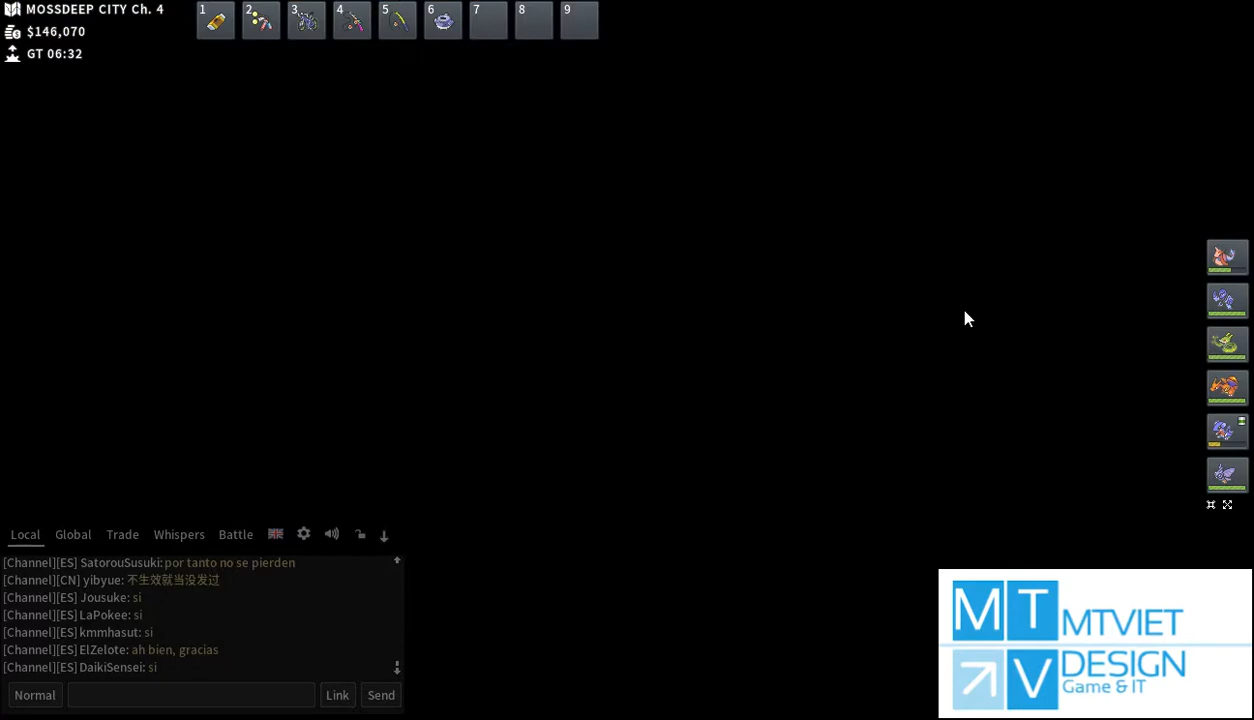 MOSSDEEP CITY Ch. 4
$146,070
GT 06:32
1 2 3 4 5 6 7 8 9
Local Global Trade Whispers Battle
[Channel][ES] SatorouSusuki: por tanto no se pierden
[Channel][CN] yibyue: 不生效就当没发过
[Channel][ES] Jousuke: si
[Channel][ES] LaPokee: si
[Channel][ES] kmmhasut: si
[Channel][ES] ElZelote: ah bien, gracias
[Channel][ES] DaikiSensei: si
Normal Link Send
MT MTVIET
V DESIGN
Game & IT